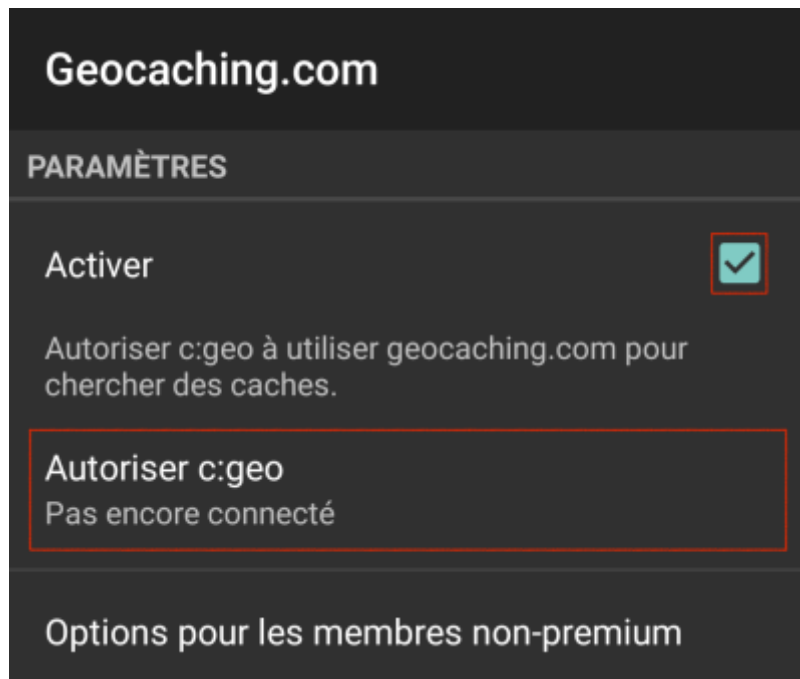 Geocaching.com
PARAMÈTRES
Activer
Autoriser c:geo à utiliser geocaching.com pour
chercher des caches.
Autoriser c:geo
Pas encore connecté
Options pour les membres non-premium